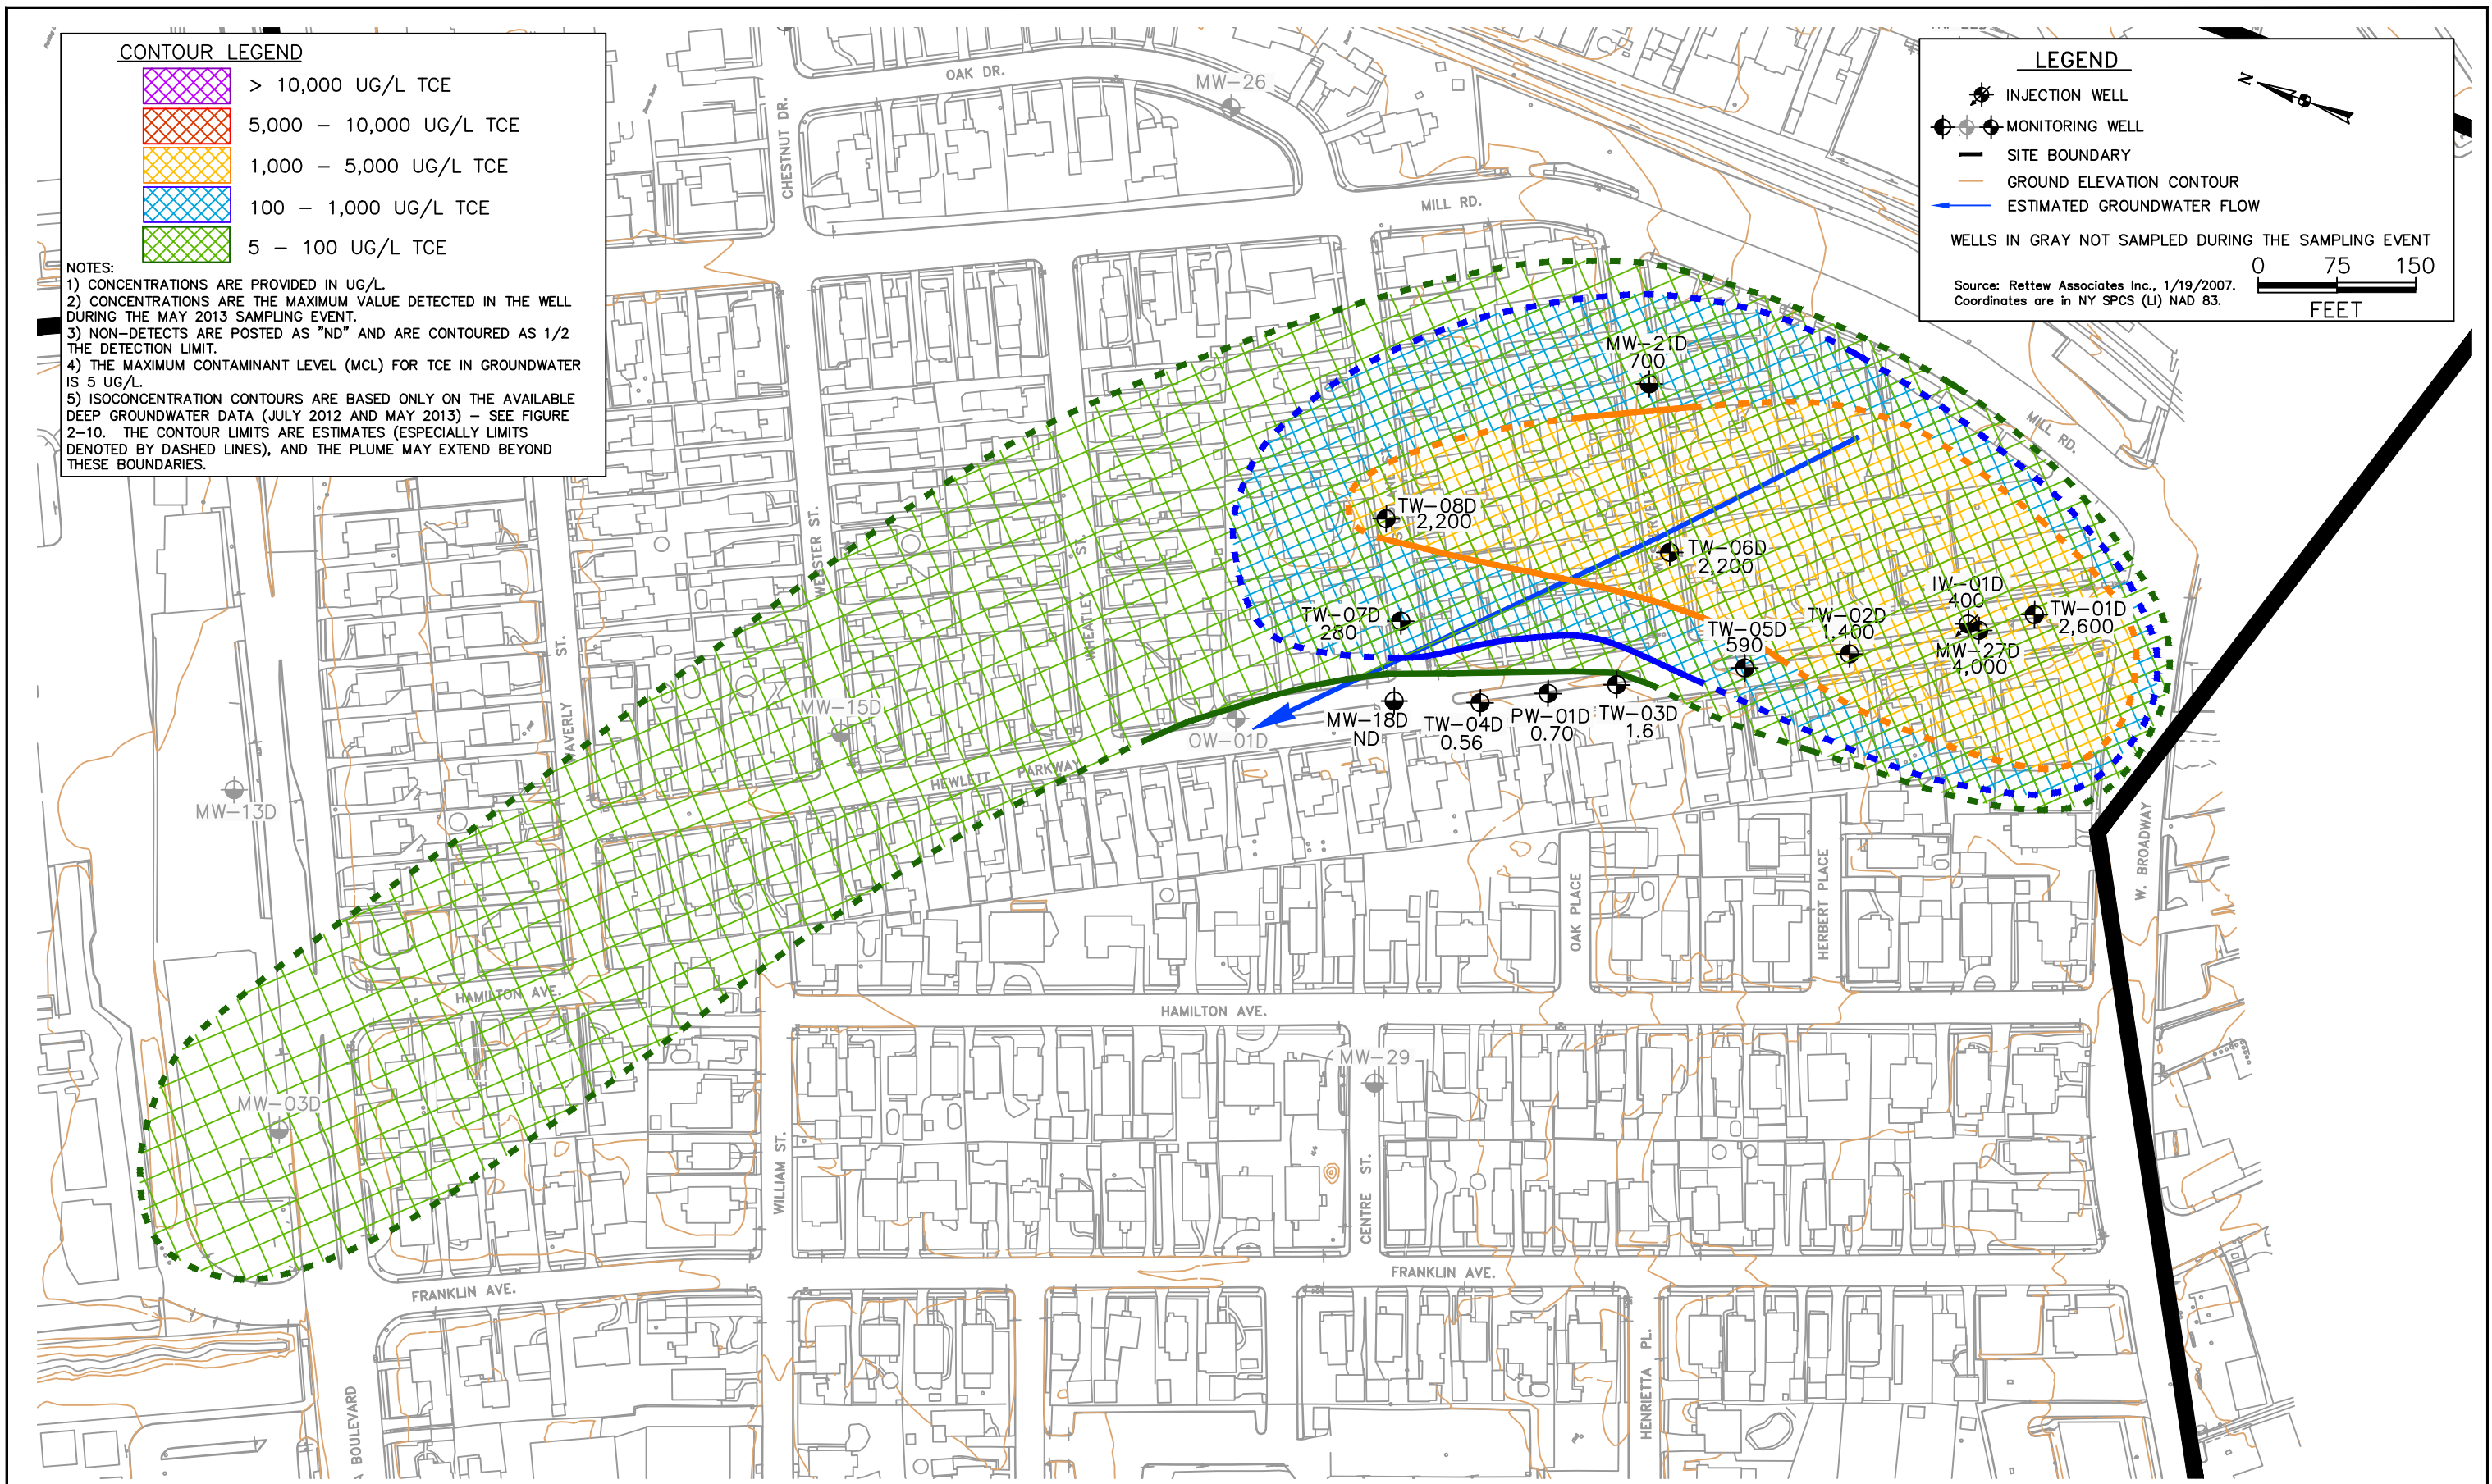 CONTOUR LEGEND
> 10,000 UG/L TCE
5,000 – 10,000 UG/L TCE
1,000 – 5,000 UG/L TCE
100 – 1,000 UG/L TCE
5 – 100 UG/L TCE
NOTES:
1) CONCENTRATIONS ARE PROVIDED IN UG/L.
2) CONCENTRATIONS ARE THE MAXIMUM VALUE DETECTED IN THE WELL
DURING THE MAY 2013 SAMPLING EVENT.
3) NON–DETECTS ARE POSTED AS "ND" AND ARE CONTOURED AS 1/2
THE DETECTION LIMIT.
4) THE MAXIMUM CONTAMINANT LEVEL (MCL) FOR TCE IN GROUNDWATER
IS 5 UG/L.
5) ISOCONCENTRATION CONTOURS ARE BASED ONLY ON THE AVAILABLE
DEEP GROUNDWATER DATA (JULY 2012 AND MAY 2013) – SEE FIGURE
2–10. THE CONTOUR LIMITS ARE ESTIMATES (ESPECIALLY LIMITS
DENOTED BY DASHED LINES), AND THE PLUME MAY EXTEND BEYOND
THESE BOUNDARIES.
LEGEND
N
INJECTION WELL
MONITORING WELL
SITE BOUNDARY
GROUND ELEVATION CONTOUR
ESTIMATED GROUNDWATER FLOW
WELLS IN GRAY NOT SAMPLED DURING THE SAMPLING EVENT
Source: Rettew Associates Inc., 1/19/2007.
Coordinates are in NY SPCS (LI) NAD 83.
0 75 150
FEET
OAK DR.
MW–26
CHESTNUT DR.
MILL RD.
MW–21D
700
MILL RD.
TW–08D
2,200
WEBSTER ST.
WHEATLEY ST.
TW–06D
2,200
TW–07D
280
IW–01D
400
TW–01D
2,600
TW–02D
1,400
TW–05D
590
MW–27D
4,000
WAVERLY ST.
MW–15D
OW–01D
MW–18D
ND
TW–04D
0.56
PW–01D
0.70
TW–03D
1.6
HEWLETT PARKWAY
MW–13D
W. BROADWAY
OAK PLACE
HERBERT PLACE
HAMILTON AVE.
HAMILTON AVE.
MW–29
MW–03D
WILLIAM ST.
CENTRE ST.
FRANKLIN AVE.
FRANKLIN AVE.
HENRIETTA PL.
A BOULEVARD